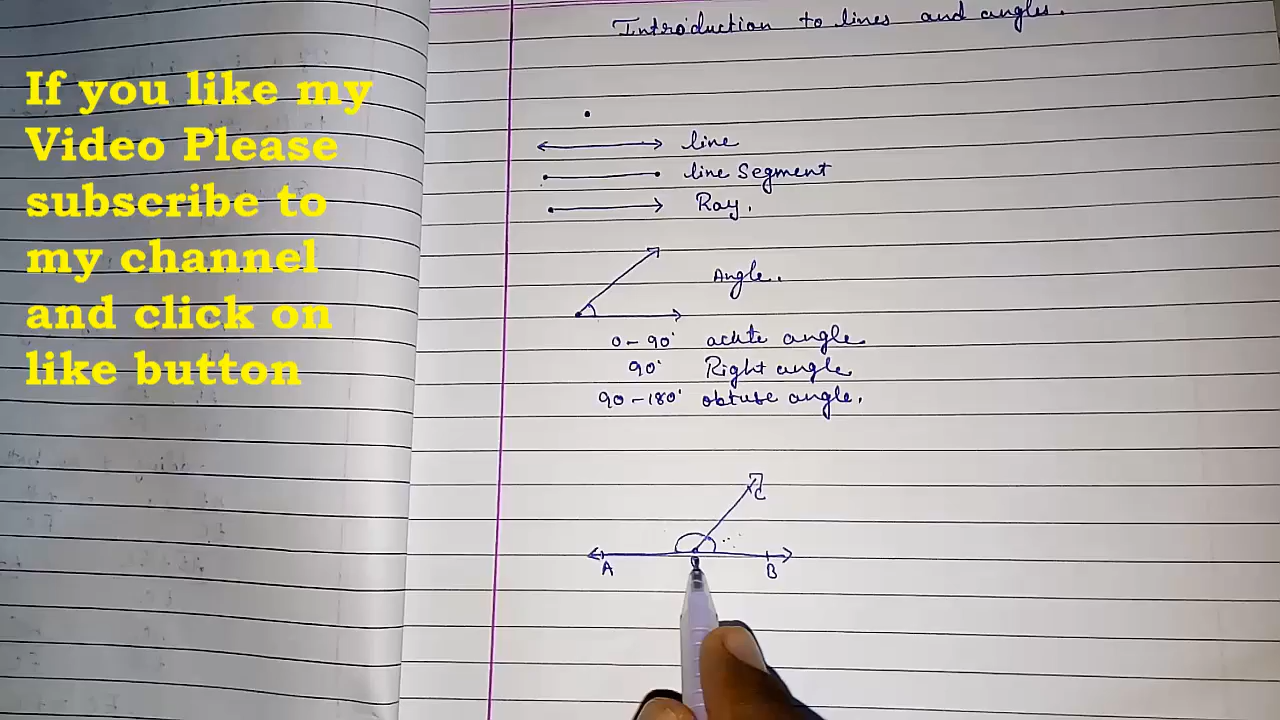 Introduction to lines and angles.
If you like my
Video Please
subscribe to
my channel
and click on
like button
line
line Segment
Ray.
Angle.
0-90° acute angle
90° Right angle
90-180° obtuse angle.
C
A B